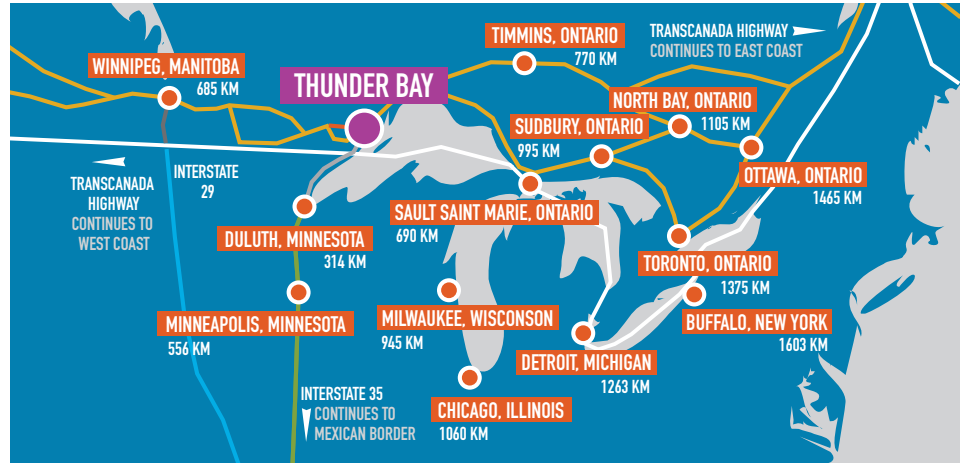 TIMMINS, ONTARIO
770 KM
TRANSCANADA HIGHWAY
CONTINUES TO EAST COAST
WINNIPEG, MANITOBA
685 KM
THUNDER BAY
NORTH BAY, ONTARIO
1105 KM
SUDBURY, ONTARIO
995 KM
TRANSCANADA
HIGHWAY
CONTINUES TO
WEST COAST
INTERSTATE
29
OTTAWA, ONTARIO
1465 KM
SAULT SAINT MARIE, ONTARIO
690 KM
DULUTH, MINNESOTA
314 KM
TORONTO, ONTARIO
1375 KM
MINNEAPOLIS, MINNESOTA
556 KM
MILWAUKEE, WISCONSON
945 KM
BUFFALO, NEW YORK
1603 KM
DETROIT, MICHIGAN
1263 KM
INTERSTATE 35
CONTINUES TO
MEXICAN BORDER
CHICAGO, ILLINOIS
1060 KM